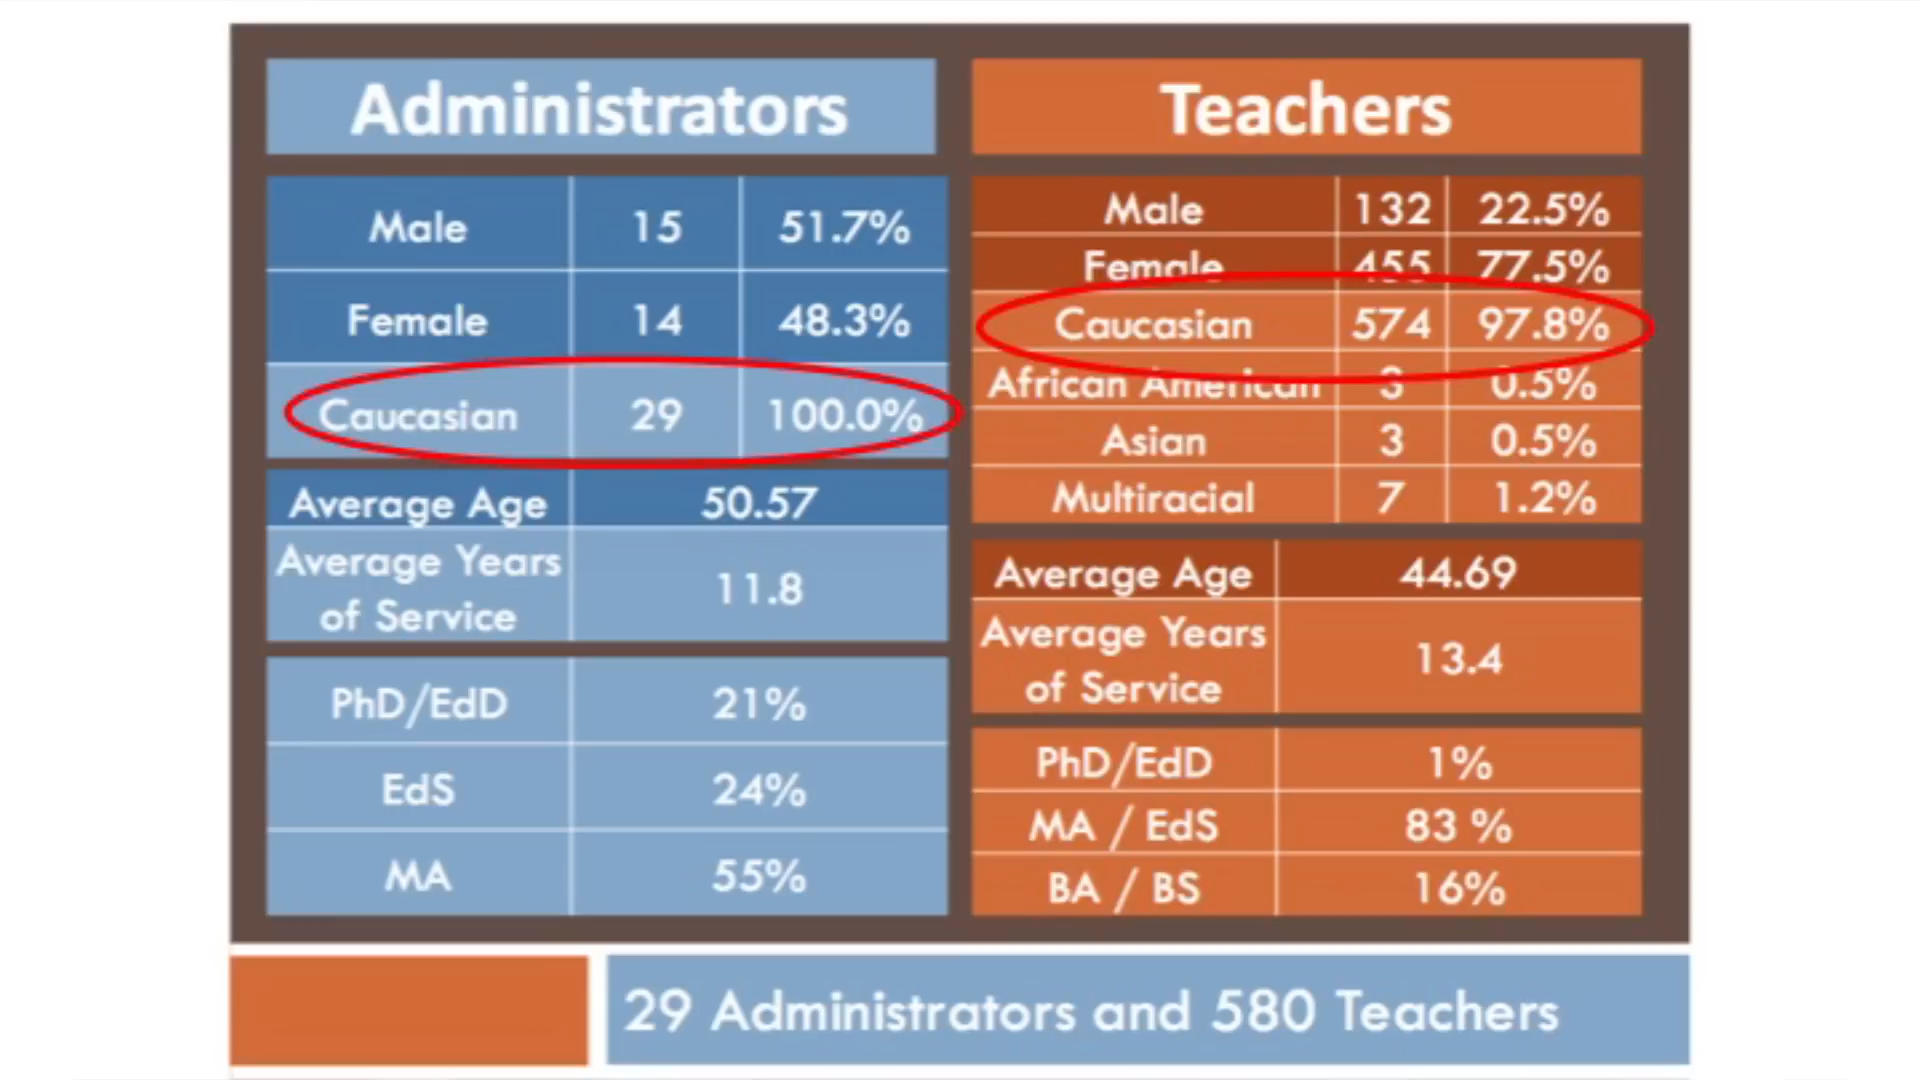 Administrators
Male 15 51.7%
Female 14 48.3%
Caucasian 29 100.0%
Average Age 50.57
Average Years
of Service 11.8
PhD/EdD 21%
EdS 24%
MA 55%
Teachers
Male 132 22.5%
Female 455 77.5%
Caucasian 574 97.8%
African American 3 0.5%
Asian 3 0.5%
Multiracial 7 1.2%
Average Age 44.69
Average Years
of Service 13.4
PhD/EdD 1%
MA / EdS 83 %
BA / BS 16%
29 Administrators and 580 Teachers